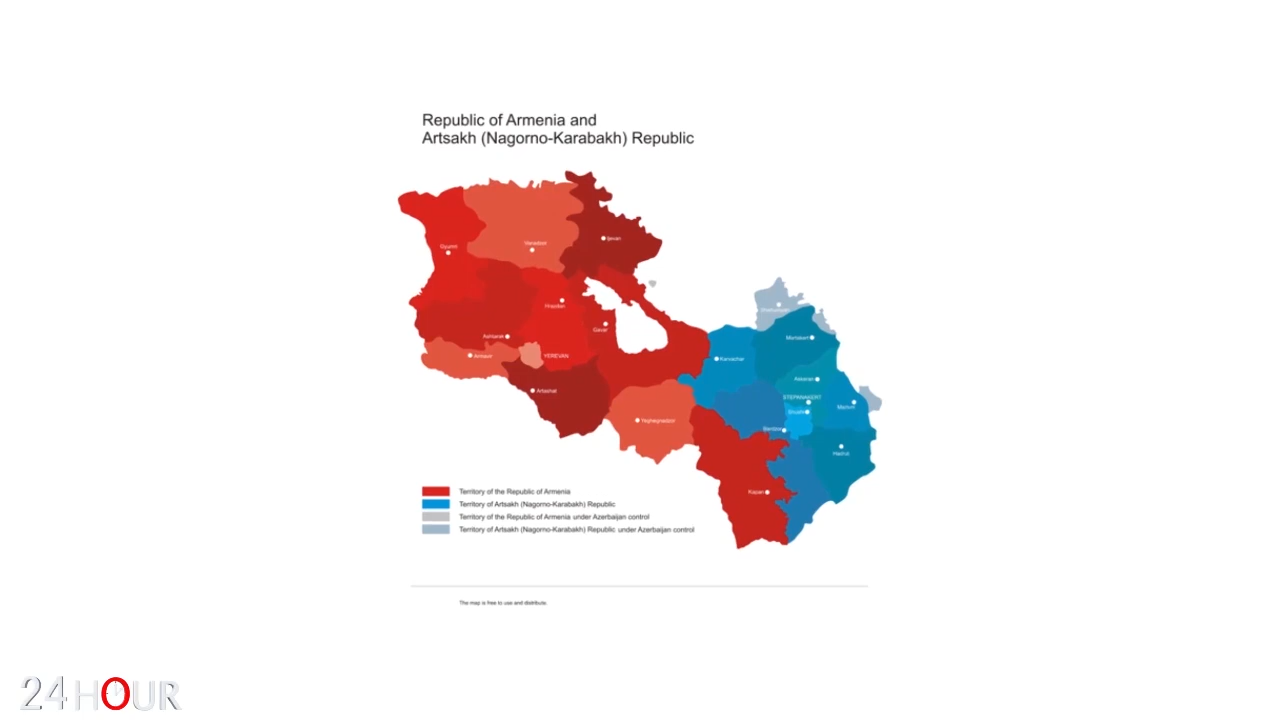 Republic of Armenia and
Artsakh (Nagorno-Karabakh) Republic
Ijevan
Vanadzor
Gyumri
Hrazdan
Gavar
Ashtarak
Armavir
YEREVAN
Artashat
Yeghegnadzor
Kapan
Shahumyan
Martakert
Karvachar
Askeran
STEPANAKERT
Martuni
Shushi
Berdzor
Hadrut
Territory of the Republic of Armenia
Territory of Artsakh (Nagorno-Karabakh) Republic
Territory of the Republic of Armenia under Azerbaijan control
Territory of Artsakh (Nagorno-Karabakh) Republic under Azerbaijan control
The map is free to use and distribute.
24 HOUR